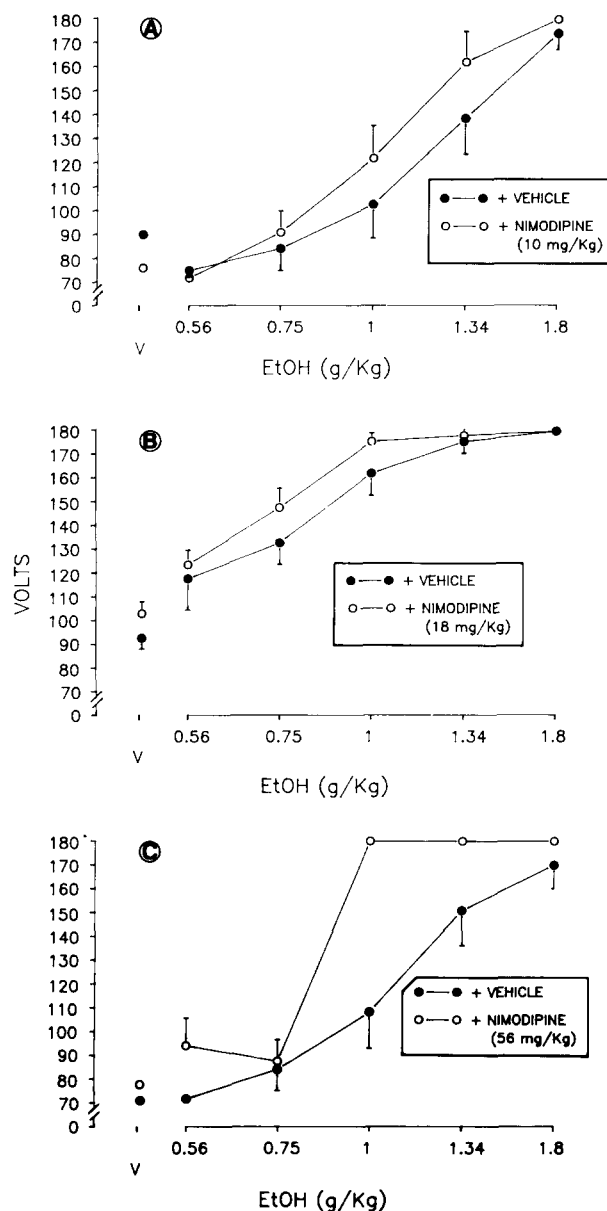 A
180
170
160
150
140
130
120
110
100
90
80
70
0
+ VEHICLE
+ NIMODIPINE
(10 mg/Kg)
V
0.56 0.75 1 1.34 1.8
EtOH (g/Kg)
B
180
170
160
150
140
130
120
110
100
90
80
70
0
VOLTS
+ VEHICLE
+ NIMODIPINE
(18 mg/Kg)
V
0.56 0.75 1 1.34 1.8
EtOH (g/Kg)
C
180
170
160
150
140
130
120
110
100
90
80
70
0
+ VEHICLE
+ NIMODIPINE
(56 mg/Kg)
V
0.56 0.75 1 1.34 1.8
EtOH (g/Kg)